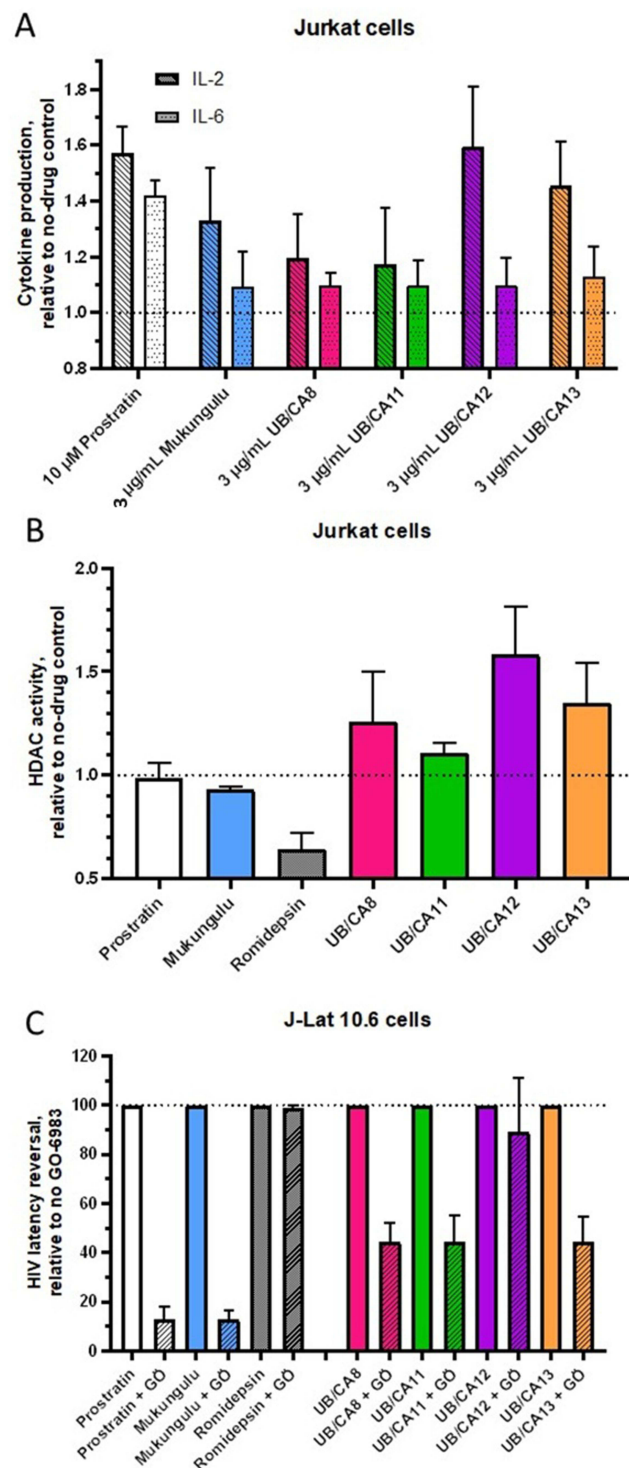 A
Jurkat cells
IL-2
IL-6
Cytokine production,
relative to no-drug control
1.8
1.6
1.4
1.2
1.0
0.8
10 µM Prostratin
3 µg/mL Mukungulu
3 µg/mL UB/CA8
3 µg/mL UB/CA11
3 µg/mL UB/CA12
3 µg/mL UB/CA13
B
Jurkat cells
HDAC activity,
relative to no-drug control
2.0
1.5
1.0
0.5
Prostratin
Mukungulu
Romidepsin
UB/CA8
UB/CA11
UB/CA12
UB/CA13
C
J-Lat 10.6 cells
HIV latency reversal,
relative to no GO-6983
120
100
80
60
40
20
0
Prostratin
Prostratin + GÖ
Mukungulu
Mukungulu + GÖ
Romidepsin
Romidepsin + GÖ
UB/CA8
UB/CA8 + GÖ
UB/CA11
UB/CA11 + GÖ
UB/CA12
UB/CA12 + GÖ
UB/CA13
UB/CA13 + GÖ